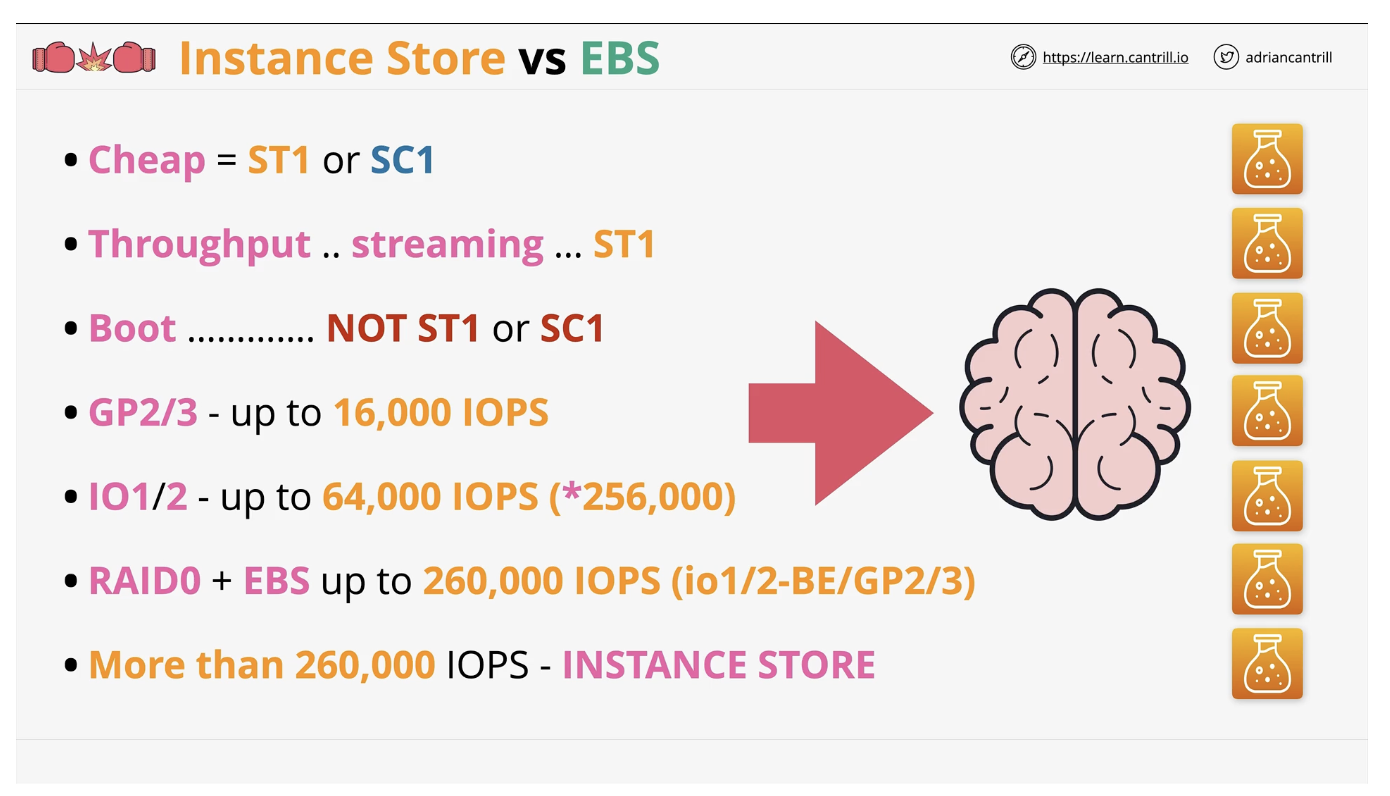 Instance Store vs EBS
https://learn.cantrill.io
adriancantrill
• Cheap = ST1 or SC1
• Throughput .. streaming ... ST1
• Boot ............. NOT ST1 or SC1
• GP2/3 - up to 16,000 IOPS
• IO1/2 - up to 64,000 IOPS (*256,000)
• RAID0 + EBS up to 260,000 IOPS (io1/2-BE/GP2/3)
• More than 260,000 IOPS - INSTANCE STORE